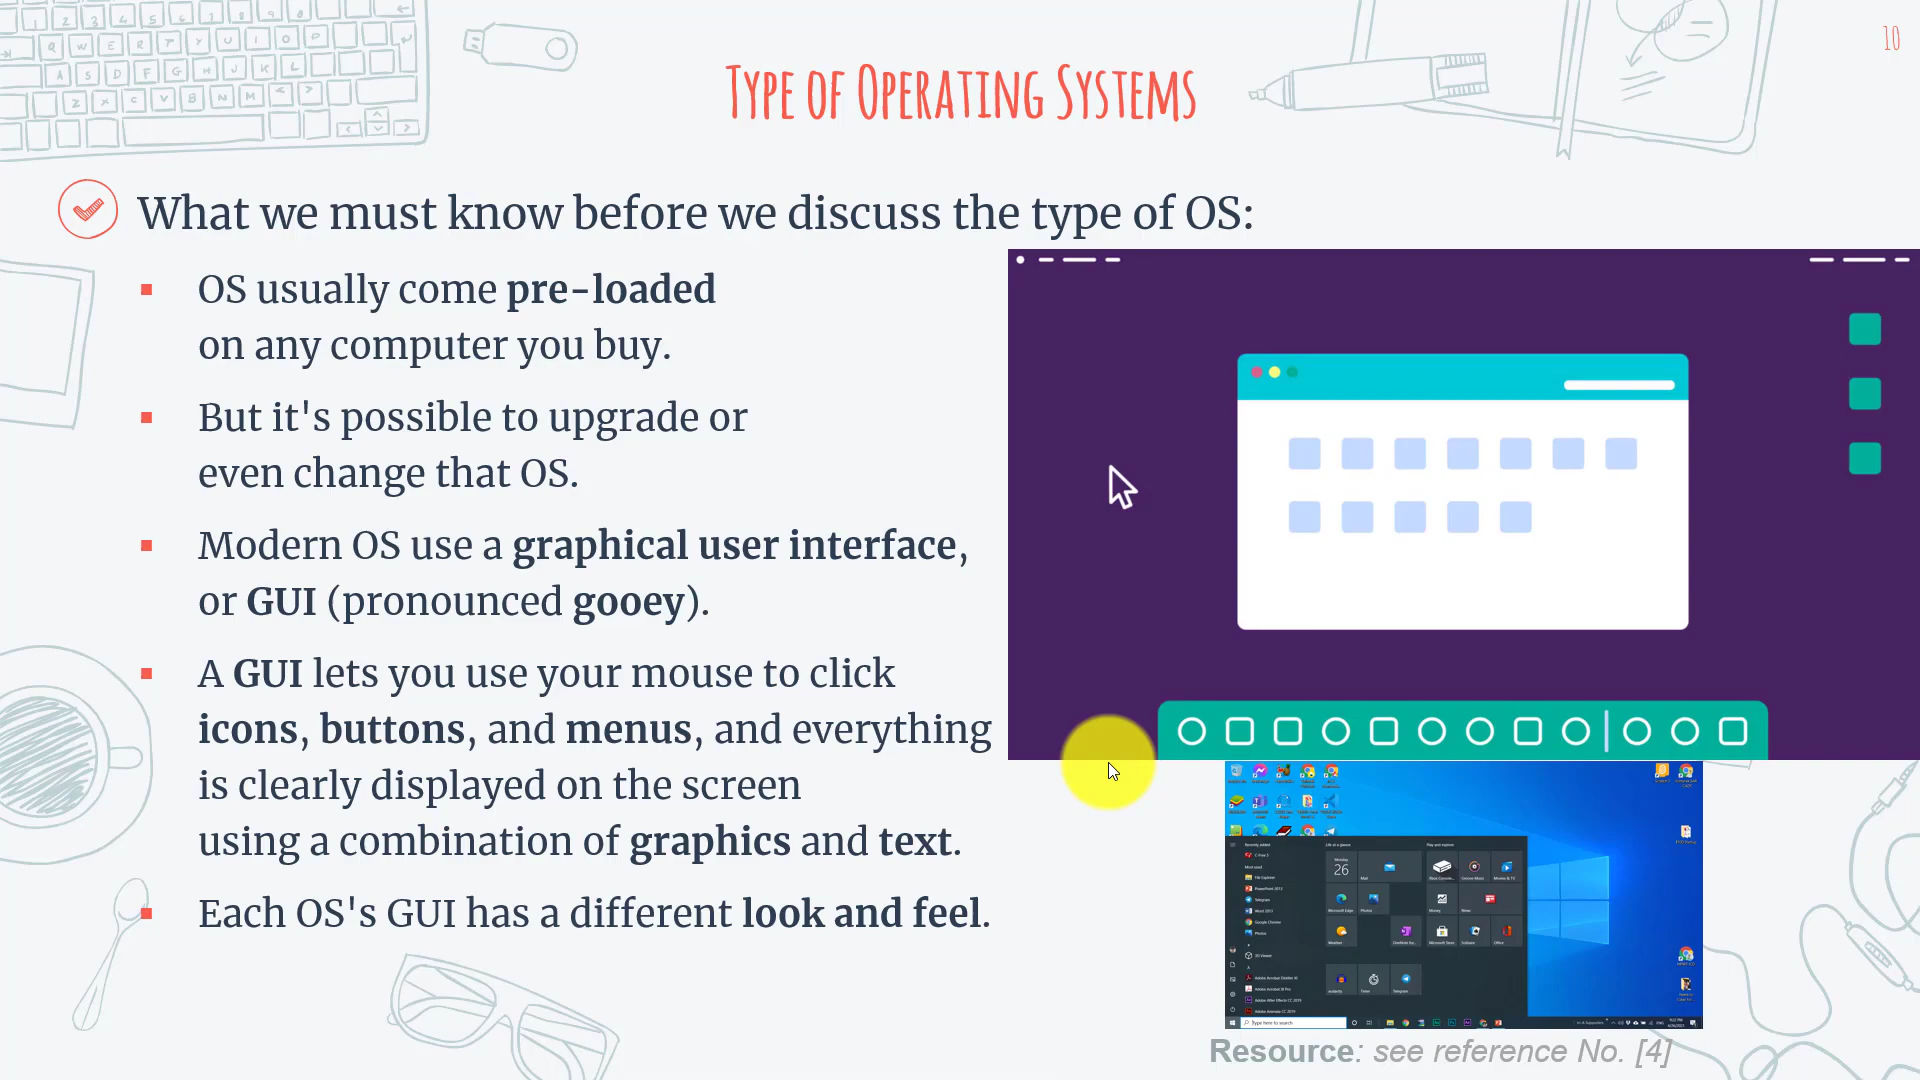 10
Type of Operating Systems
What we must know before we discuss the type of OS:
OS usually come pre-loaded
on any computer you buy.
But it's possible to upgrade or
even change that OS.
Modern OS use a graphical user interface,
or GUI (pronounced gooey).
A GUI lets you use your mouse to click
icons, buttons, and menus, and everything
is clearly displayed on the screen
using a combination of graphics and text.
Each OS's GUI has a different look and feel.
Type here to search
Resource: see reference No. [4]